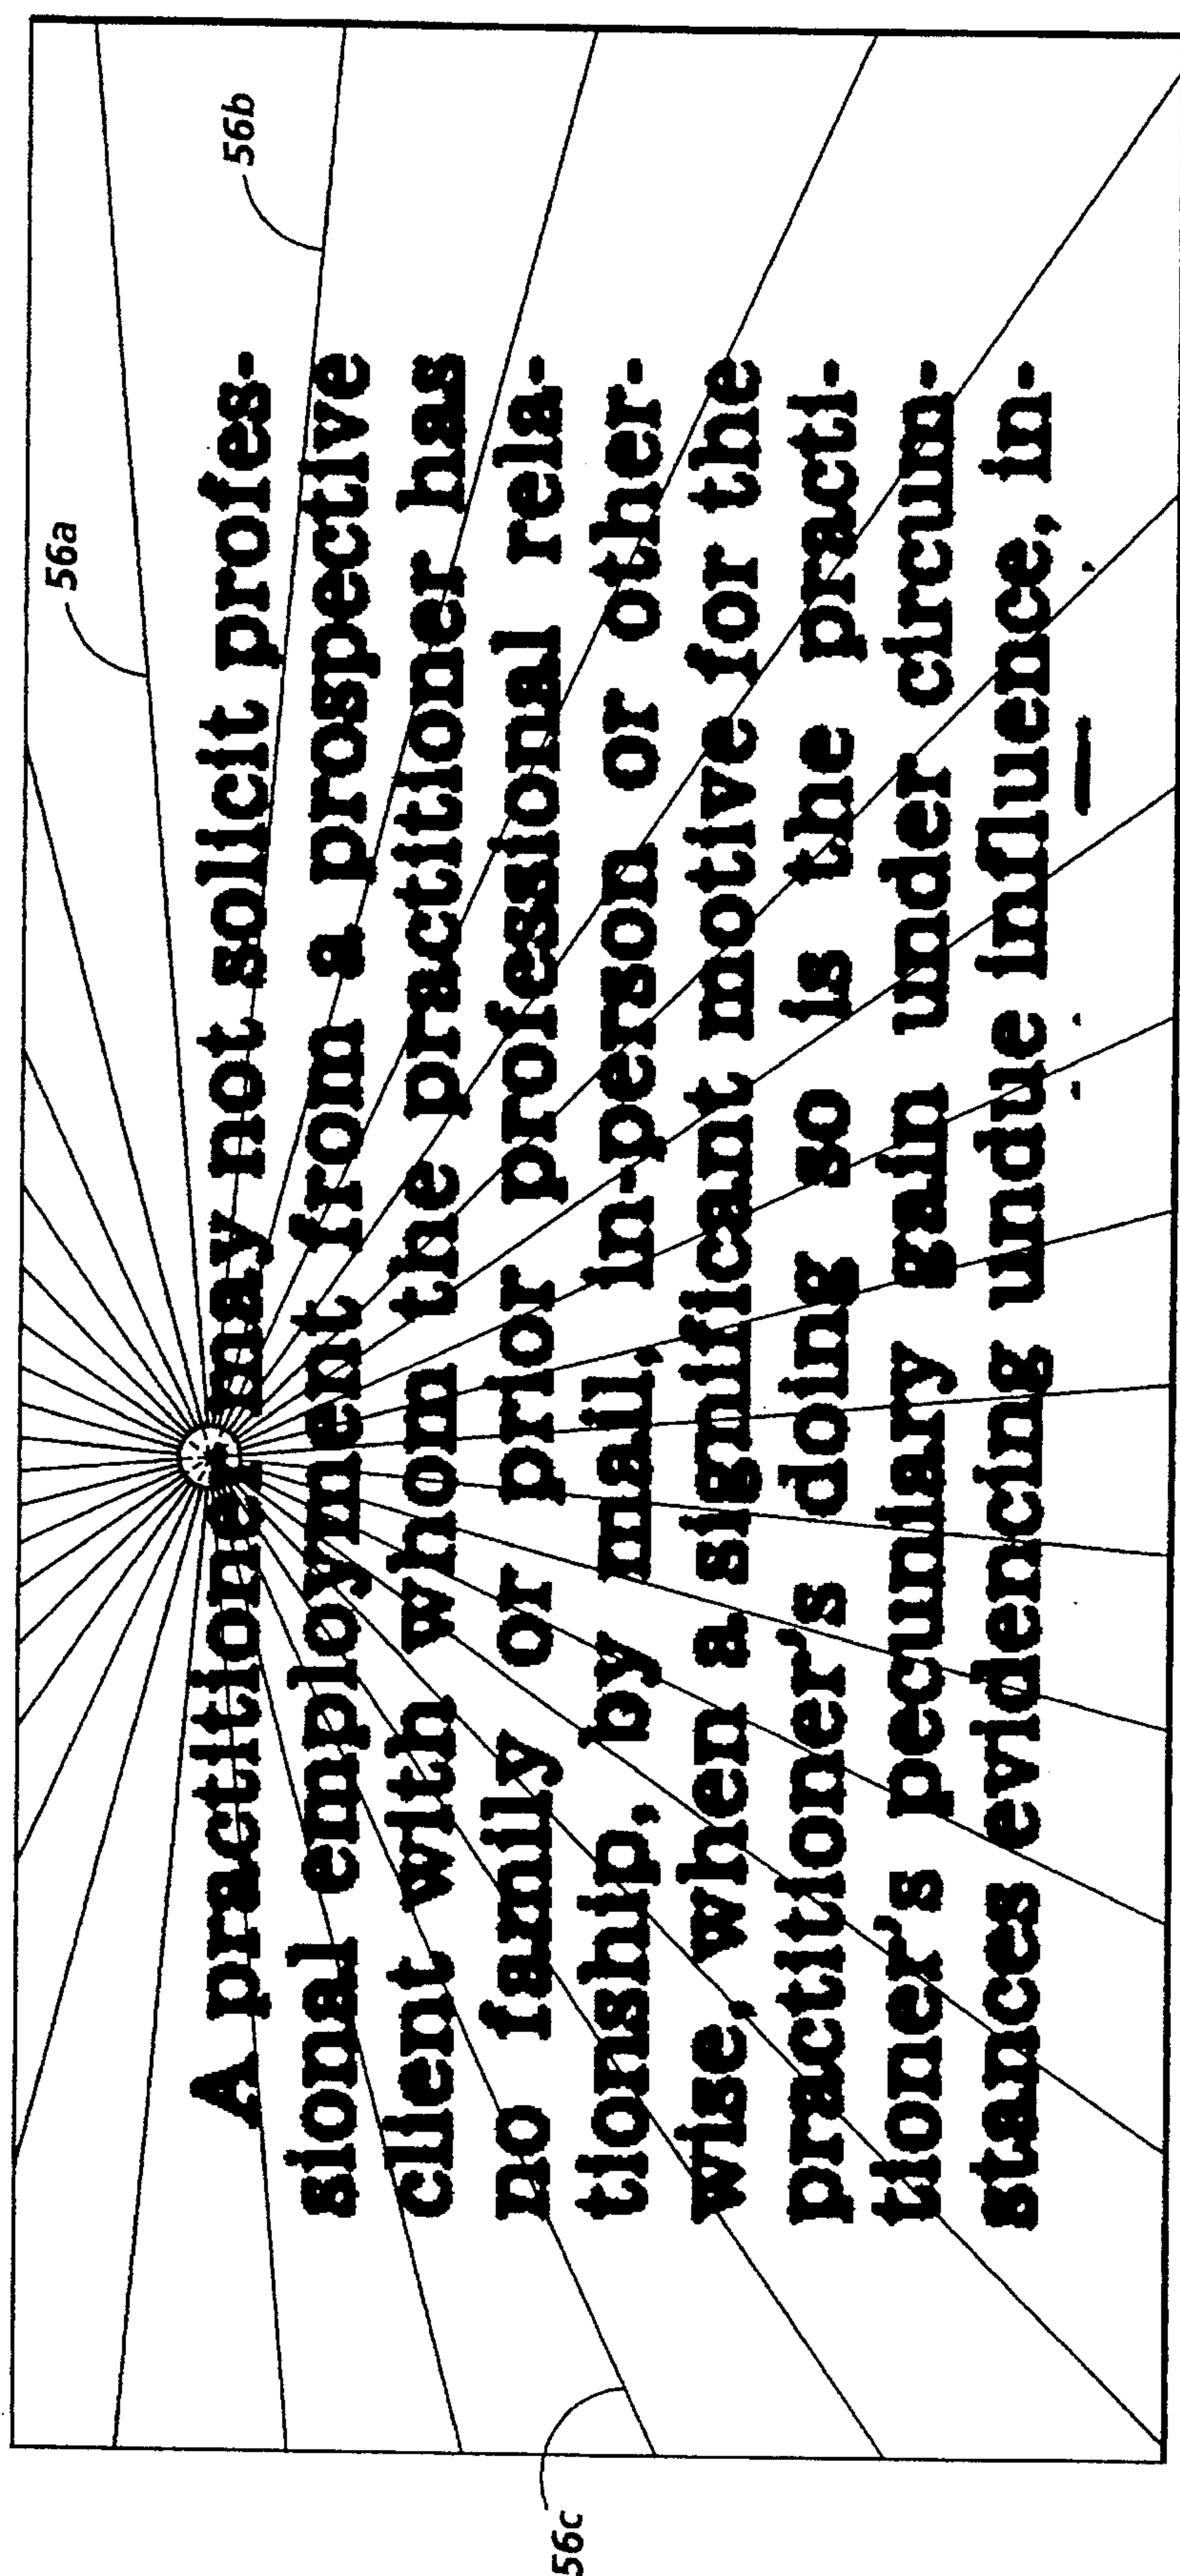 56a
56b
A practitioner may not solicit profes-
sional employment from a prospective
client with whom the practitioner has
no family or prior professional rela-
tionship, by mail, in-person or other-
wise, when a significant motive for the
practitioner's doing so is the practi-
tioner's pecuniary gain under circum-
stances evidencing undue influence, in-
56c